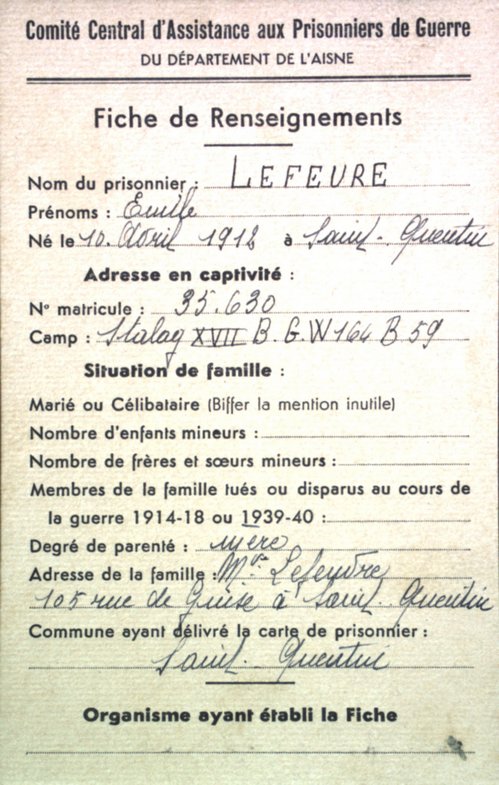 Comité Central d'Assistance aux Prisonniers de Guerre
DU DÉPARTEMENT DE L'AISNE
Fiche de Renseignements
Nom du prisonnier : LEFEVRE
Prénoms : Emile
Né le 10. Avril 1912 à Saint-Quentin
Adresse en captivité :
N° matricule : 35.630
Camp : Stalag XVII B. G.W 164 B 59
Situation de famille :
Marié ou Célibataire (Biffer la mention inutile)
Nombre d'enfants mineurs :
Nombre de frères et sœurs mineurs :
Membres de la famille tués ou disparus au cours de
la guerre 1914-18 ou 1939-40 :
Degré de parenté : mère
Adresse de la famille : Mme Lefeuvre
105 rue de Guise à Saint-Quentin
Commune ayant délivré la carte de prisonnier :
Saint-Quentin
Organisme ayant établi la Fiche